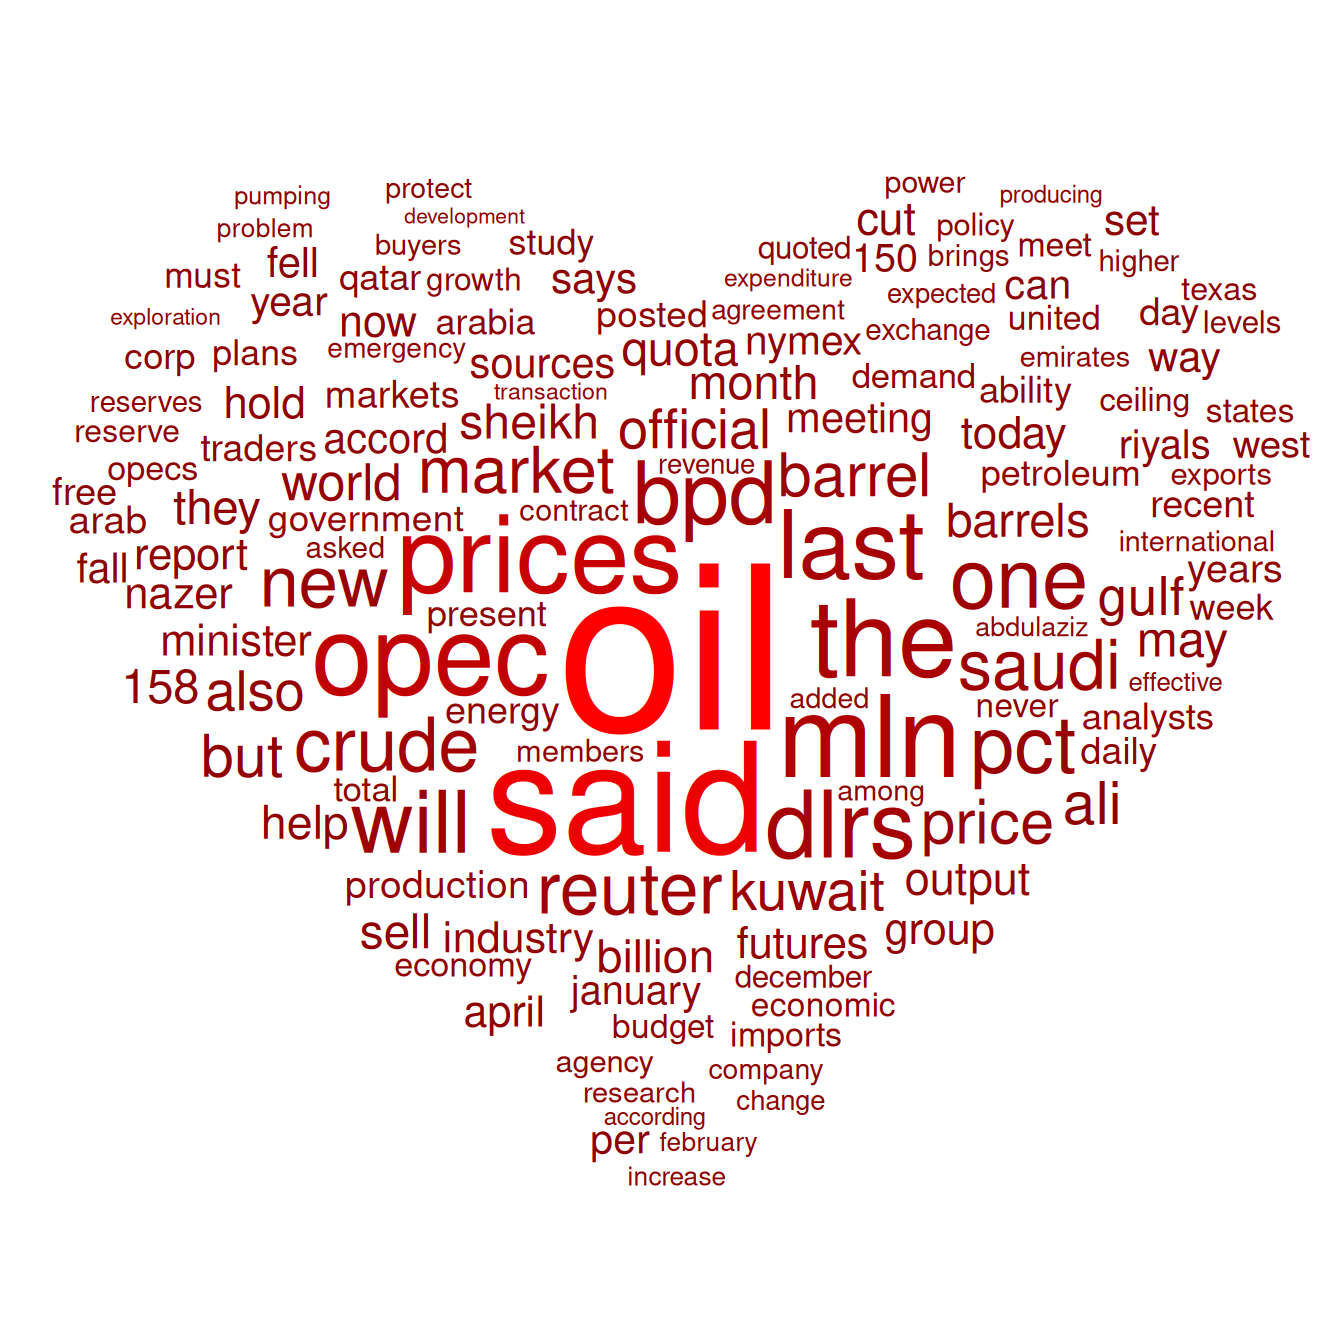 power
protect
producing
pumping
development
cut
policy
set
problem
buyers
study
quoted
150
brings
meet
higher
must
fell
qatar
growth
says
expenditure
expected
can
texas
year
exploration
now
arabia
posted
agreement
exchange
united
day
levels
corp
plans
emergency
sources
quota
nymex
emirates
way
reserves
hold
markets
transaction
month
demand
ability
ceiling
states
reserve
traders
accord
sheikh
official
meeting
today
riyals
west
opecs
world
market
revenue
barrel
petroleum
exports
free
they
government
contract
bpd
recent
arab
barrels
fall
report
asked
prices
last
international
nazer
new
one
years
present
oil
gulf
week
minister
opec
the
abdulaziz
may
158
also
saudi
effective
energy
added
never
analysts
but
crude
members
mln
pct
daily
total
said
among
help
will
dlrs
price
ali
production
reuter
kuwait
output
sell
industry
billion
futures
group
economy
december
april
january
economic
budget
imports
agency
company
research
change
according
per
february
increase